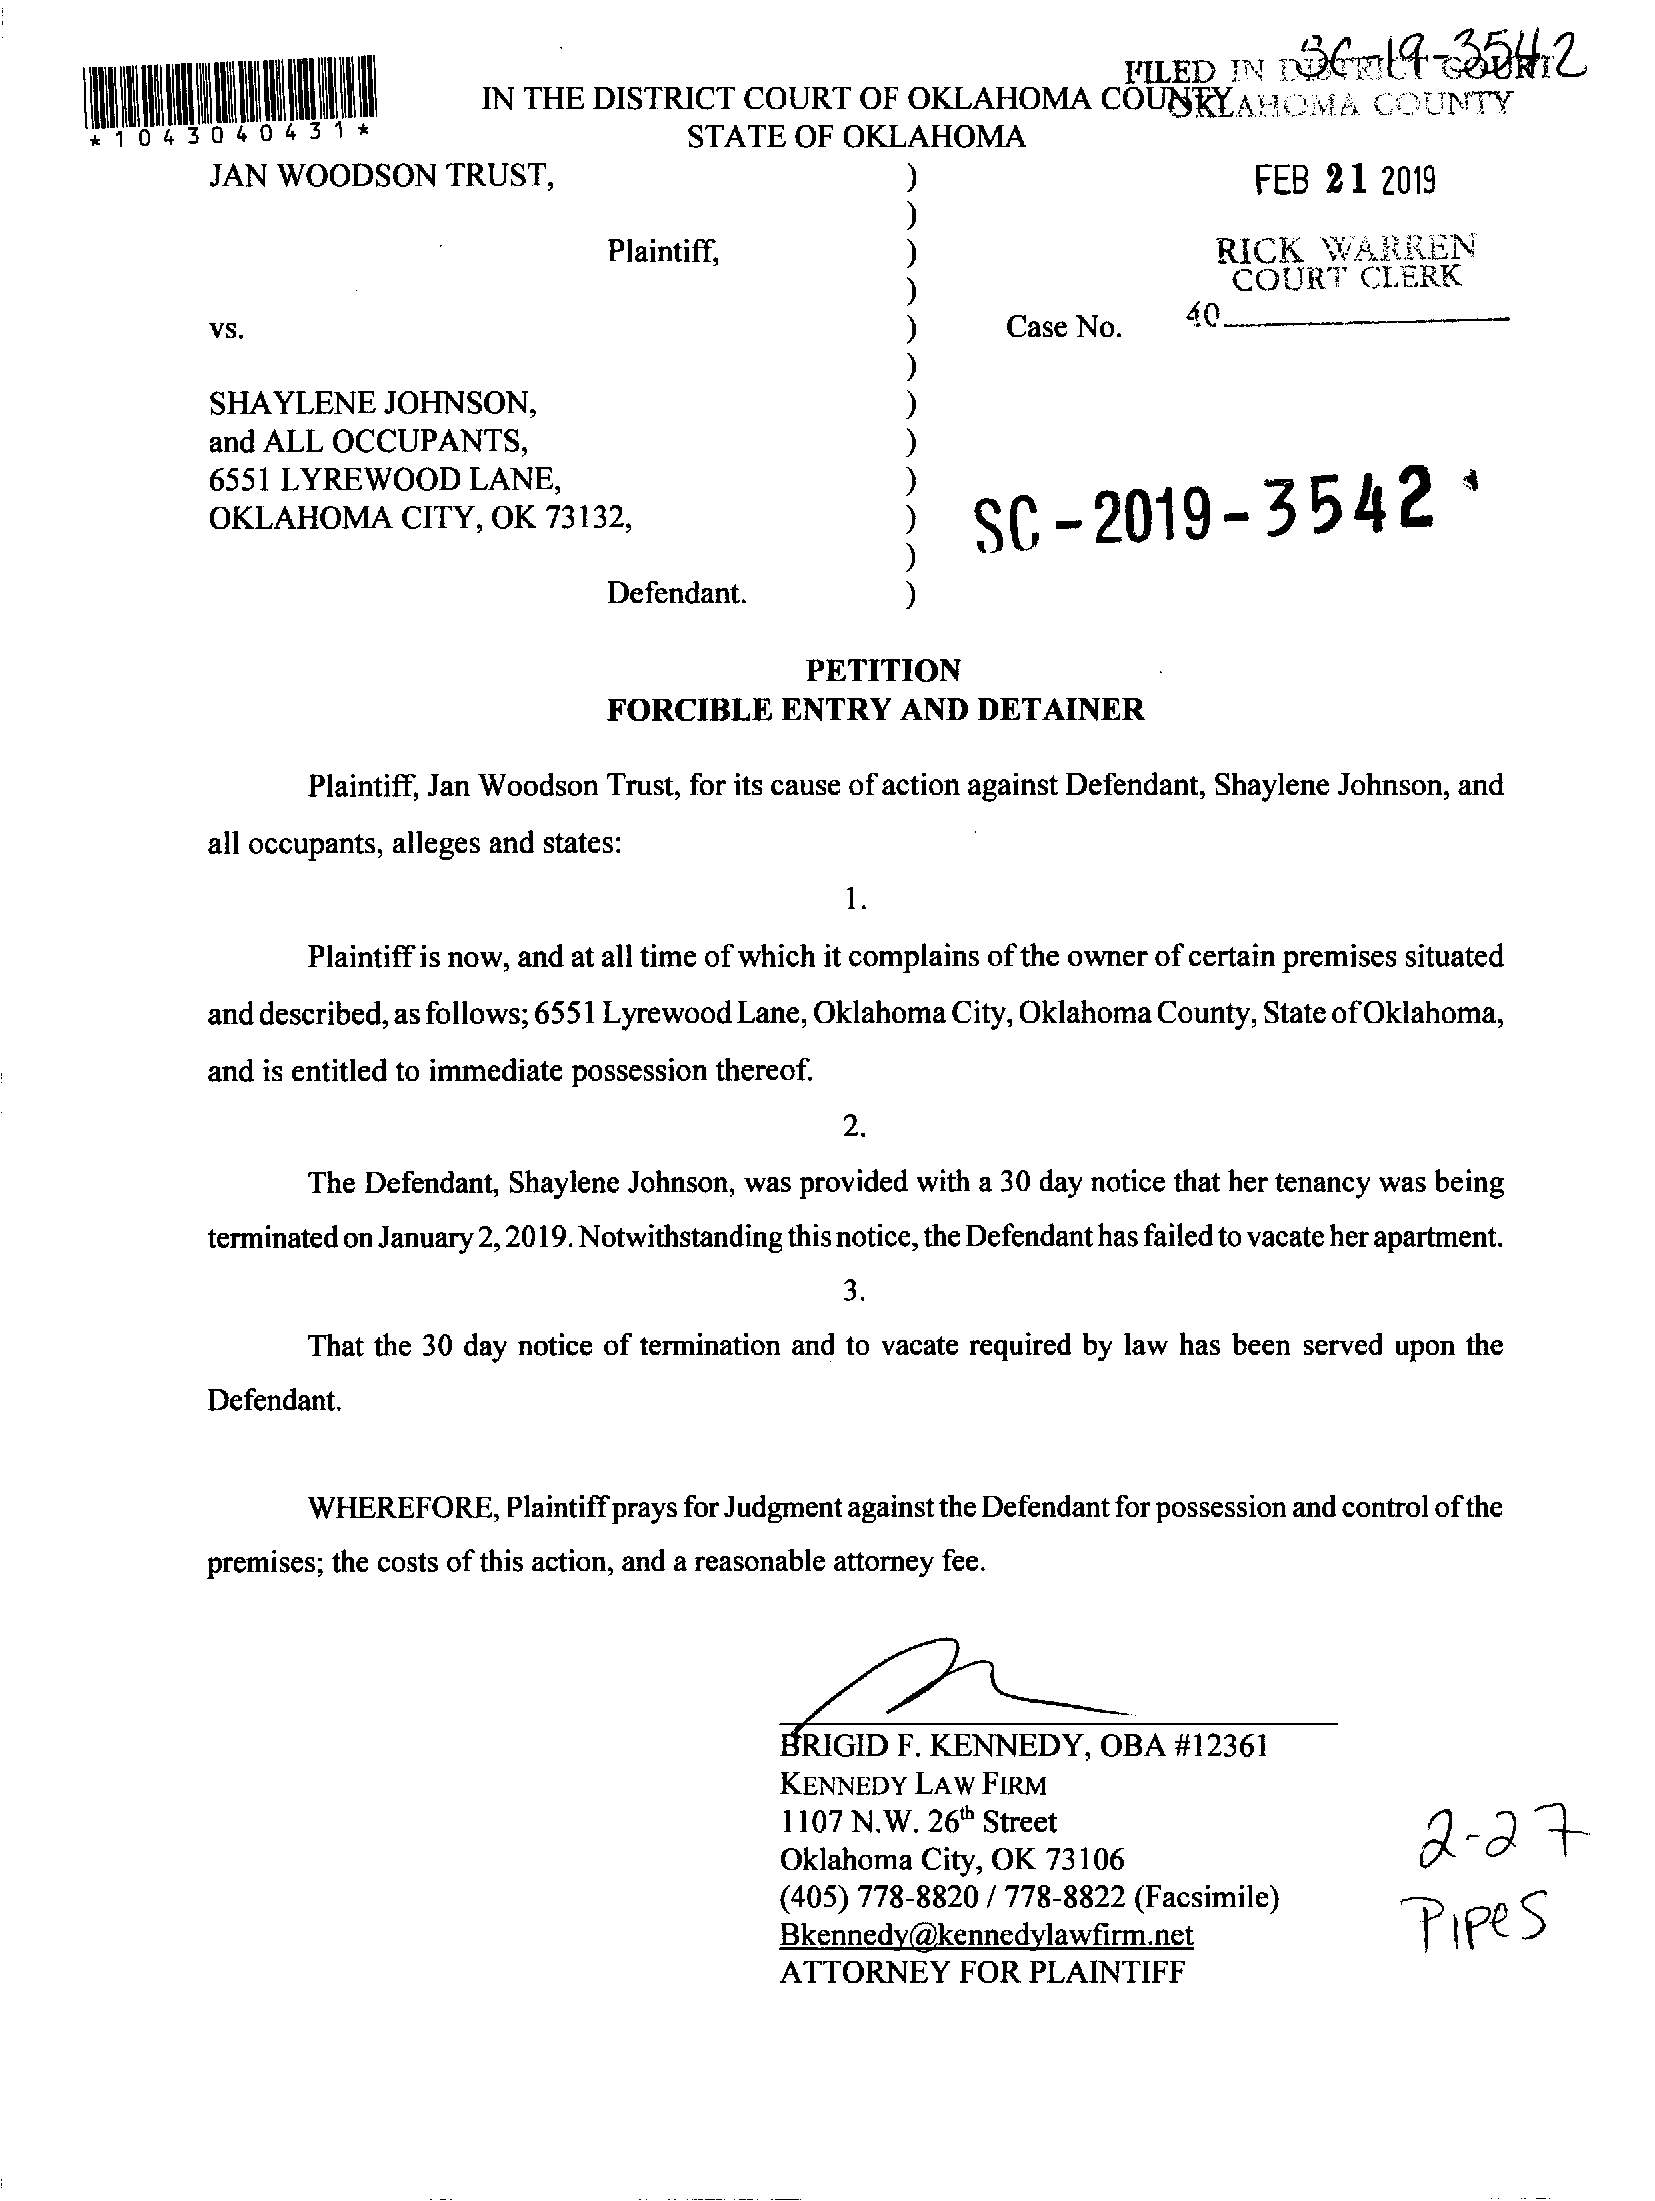 SC-19-3542
FILED IN DISTRICT COURT
IN THE DISTRICT COURT OF OKLAHOMA COUNTY
OKLAHOMA COUNTY
*1043040431*
STATE OF OKLAHOMA
JAN WOODSON TRUST, )
FEB 21 2019
)
Plaintiff, )
RICK WARREN
COURT CLERK
)
vs. ) Case No. 40
)
SHAYLENE JOHNSON, )
and ALL OCCUPANTS, )
6551 LYREWOOD LANE, )
OKLAHOMA CITY, OK 73132, )
SC-2019-3542
)
Defendant. )
PETITION
FORCIBLE ENTRY AND DETAINER
Plaintiff, Jan Woodson Trust, for its cause of action against Defendant, Shaylene Johnson, and
all occupants, alleges and states:
1.
Plaintiff is now, and at all time of which it complains of the owner of certain premises situated
and described, as follows; 6551 Lyrewood Lane, Oklahoma City, Oklahoma County, State of Oklahoma,
and is entitled to immediate possession thereof.
2.
The Defendant, Shaylene Johnson, was provided with a 30 day notice that her tenancy was being
terminated on January 2, 2019. Notwithstanding this notice, the Defendant has failed to vacate her apartment.
3.
That the 30 day notice of termination and to vacate required by law has been served upon the
Defendant.
WHEREFORE, Plaintiff prays for Judgment against the Defendant for possession and control of the
premises; the costs of this action, and a reasonable attorney fee.
BRIGID F. KENNEDY, OBA #12361
KENNEDY LAW FIRM
1107 N.W. 26th Street
Oklahoma City, OK 73106
(405) 778-8820 / 778-8822 (Facsimile)
Bkennedy@kennedylawfirm.net
ATTORNEY FOR PLAINTIFF
2-27
PIPeS